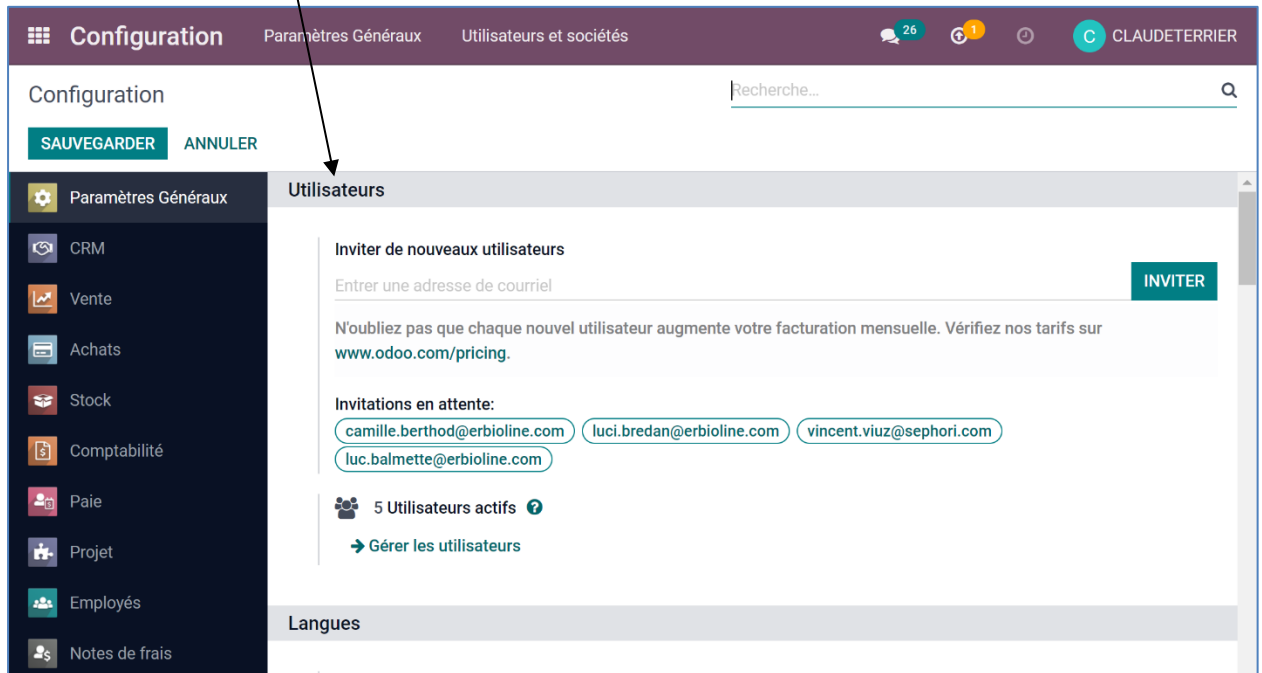 Configuration Paramètres Généraux Utilisateurs et sociétés 26 1 C CLAUDETERRIER
Configuration Recherche...
SAUVEGARDER ANNULER
Paramètres Généraux
CRM
Vente
Achats
Stock
Comptabilité
Paie
Projet
Employés
Notes de frais
Utilisateurs
Inviter de nouveaux utilisateurs
Entrer une adresse de courriel INVITER
N'oubliez pas que chaque nouvel utilisateur augmente votre facturation mensuelle. Vérifiez nos tarifs sur
www.odoo.com/pricing.
Invitations en attente:
camille.berthod@erbioline.com luci.bredan@erbioline.com vincent.viuz@sephori.com
luc.balmette@erbioline.com
5 Utilisateurs actifs ?
Gérer les utilisateurs
Langues